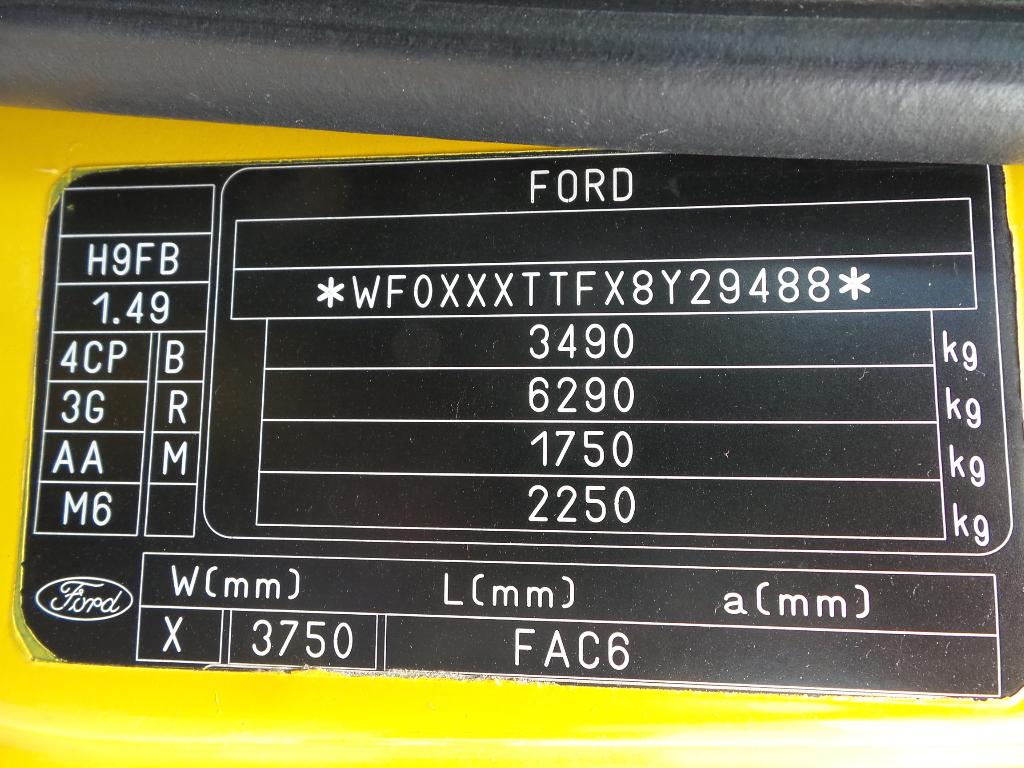 FORD
*WF0XXXTTFX8Y29488*
3490 kg
6290 kg
1750 kg
2250 kg
H9FB
1.49
4CP B
3G R
AA M
M6
Ford
W(mm) L(mm) a(mm)
X 3750 FAC6